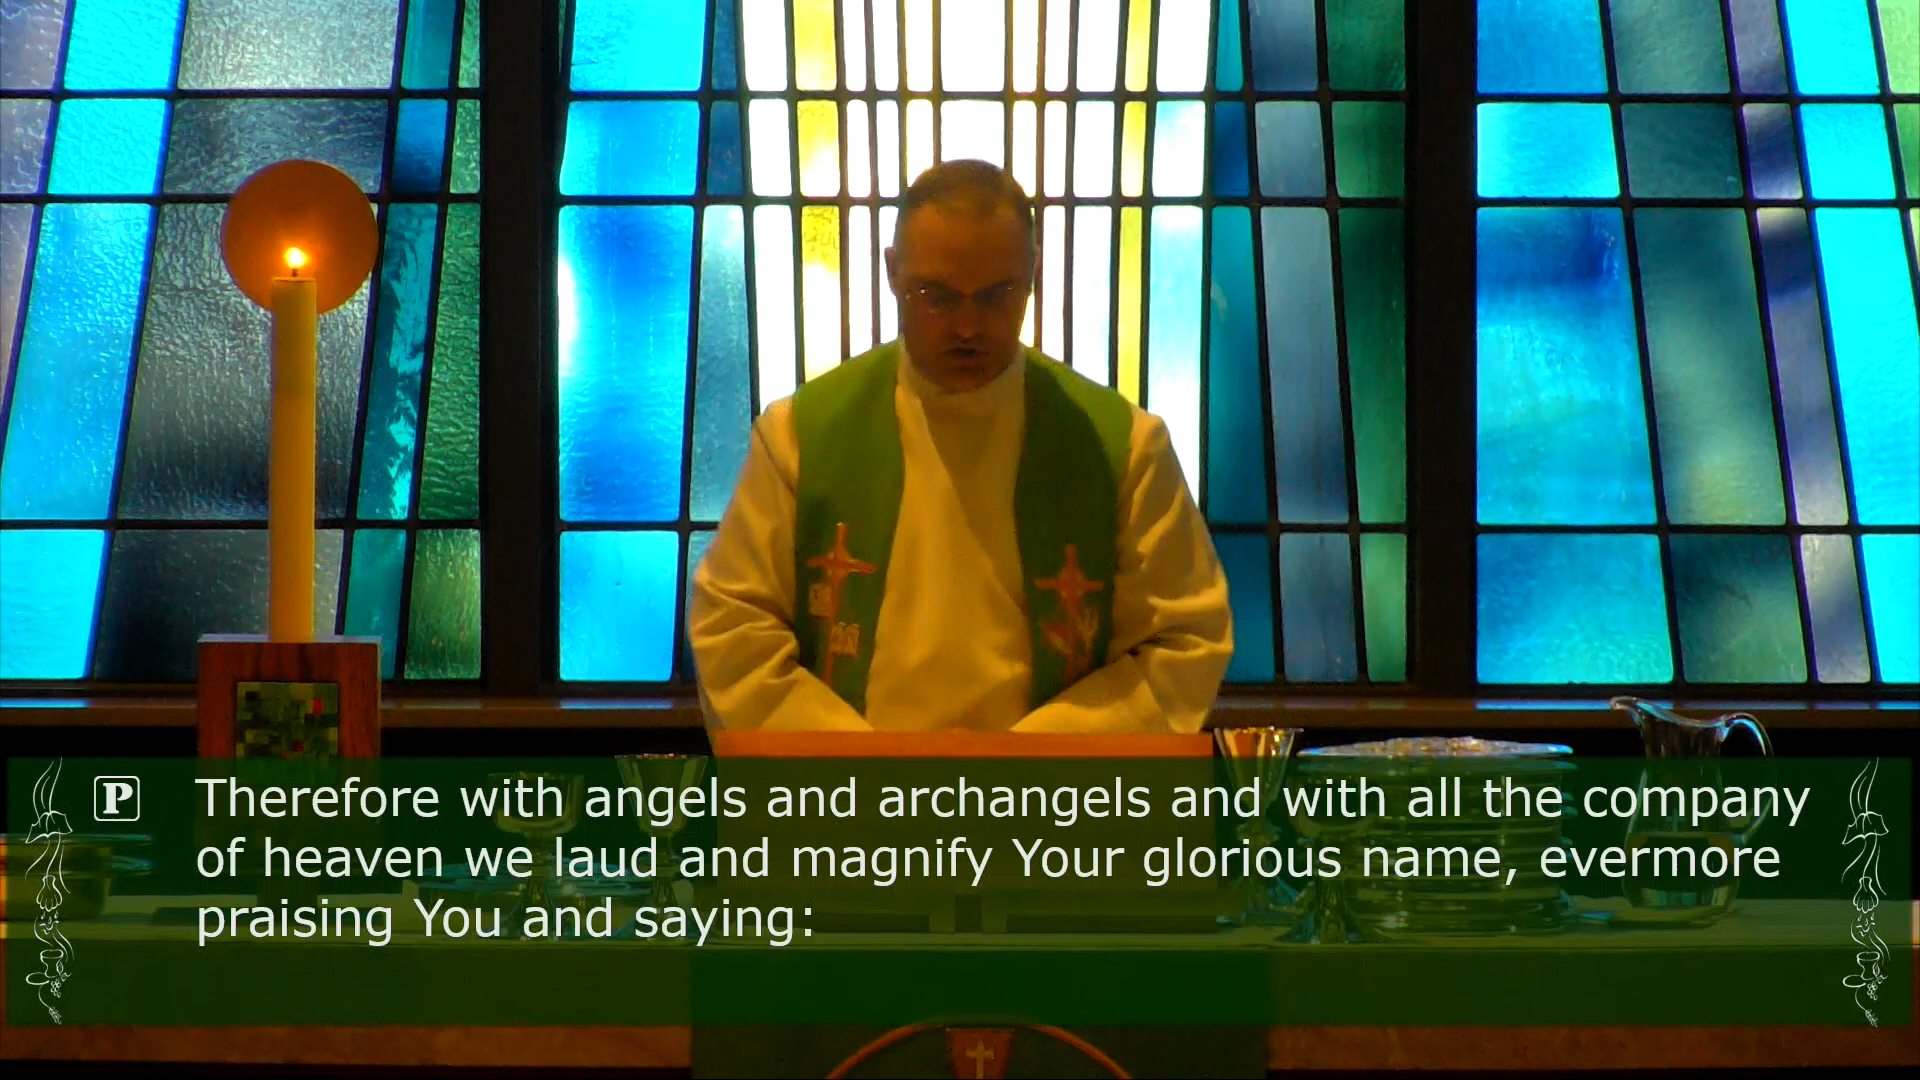 P Therefore with angels and archangels and with all the company
of heaven we laud and magnify Your glorious name, evermore
praising You and saying: